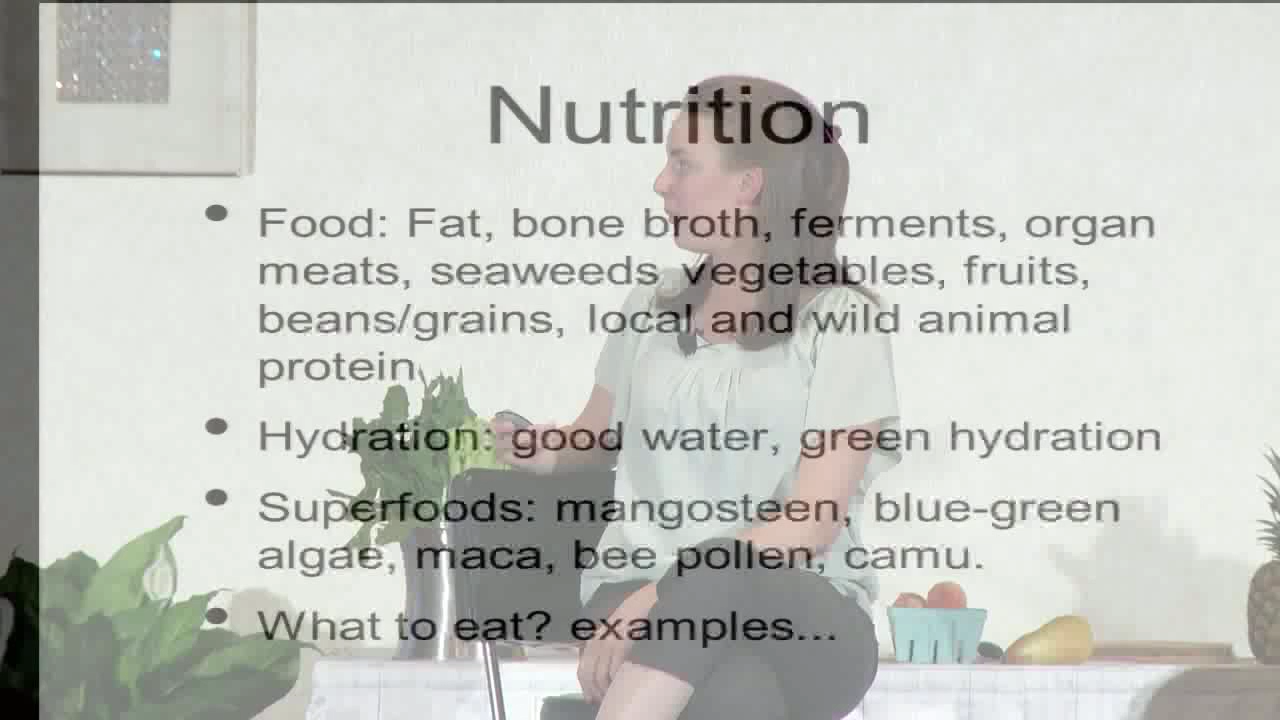 Nutrition
• Food: Fat, bone broth, ferments, organ
meats, seaweeds vegetables, fruits,
beans/grains, local and wild animal
protein.
• Hydration: good water, green hydration
• Superfoods: mangosteen, blue-green
algae, maca, bee pollen, camu.
• What to eat? examples...